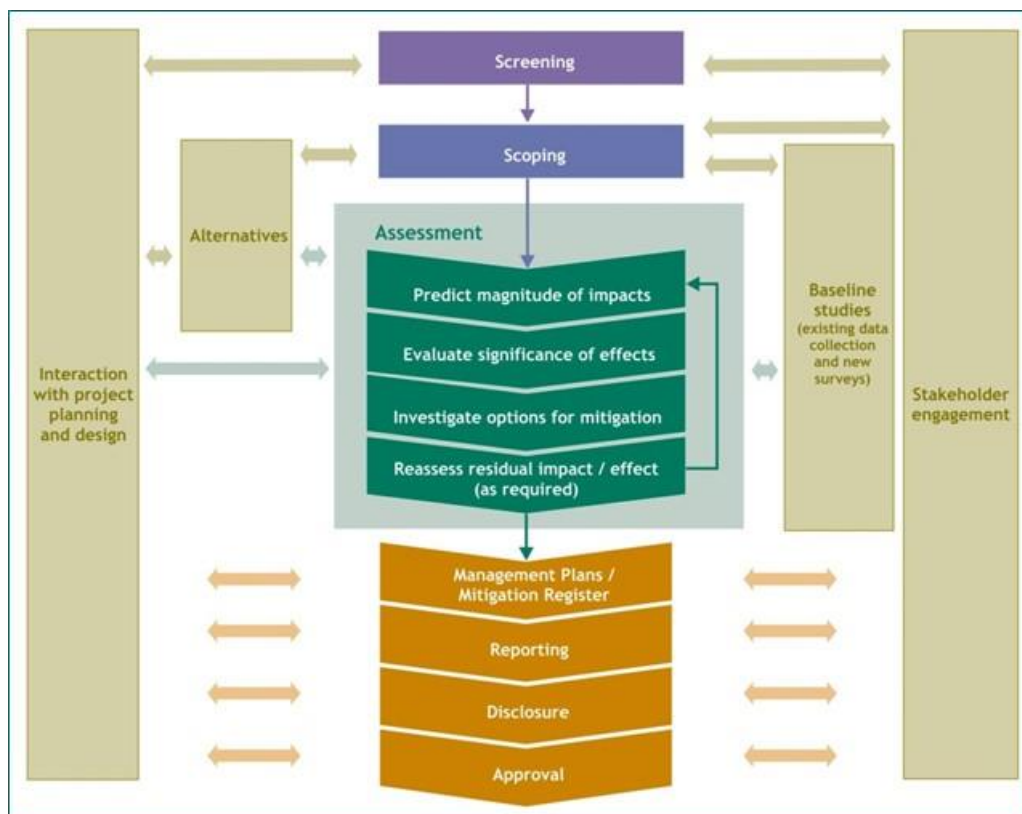 Screening
Scoping
Alternatives
Assessment
Predict magnitude of impacts
Evaluate significance of effects
Investigate options for mitigation
Reassess residual impact / effect
(as required)
Interaction
with project
planning
and design
Baseline
studies
(existing data
collection
and new
surveys)
Stakeholder
engagement
Management Plans /
Mitigation Register
Reporting
Disclosure
Approval